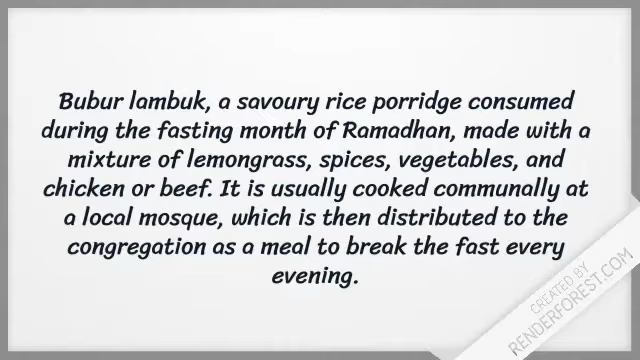 Bubur lambuk, a savoury rice porridge consumed
during the fasting month of Ramadhan, made with a
mixture of lemongrass, spices, vegetables, and
chicken or beef. It is usually cooked communally at
a local mosque, which is then distributed to the
congregation as a meal to break the fast every
evening.
CREATED BY
RENDERFOREST.COM